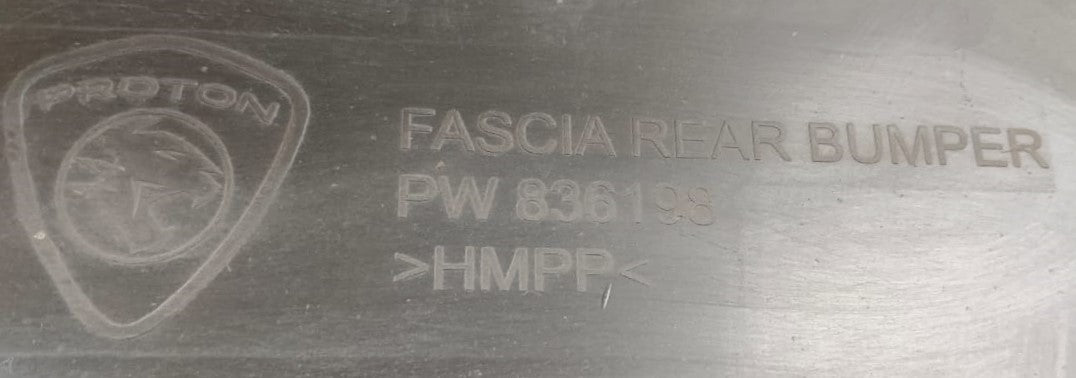 PROTON
FASCIA REAR BUMPER
PW 836198
>HMPP<